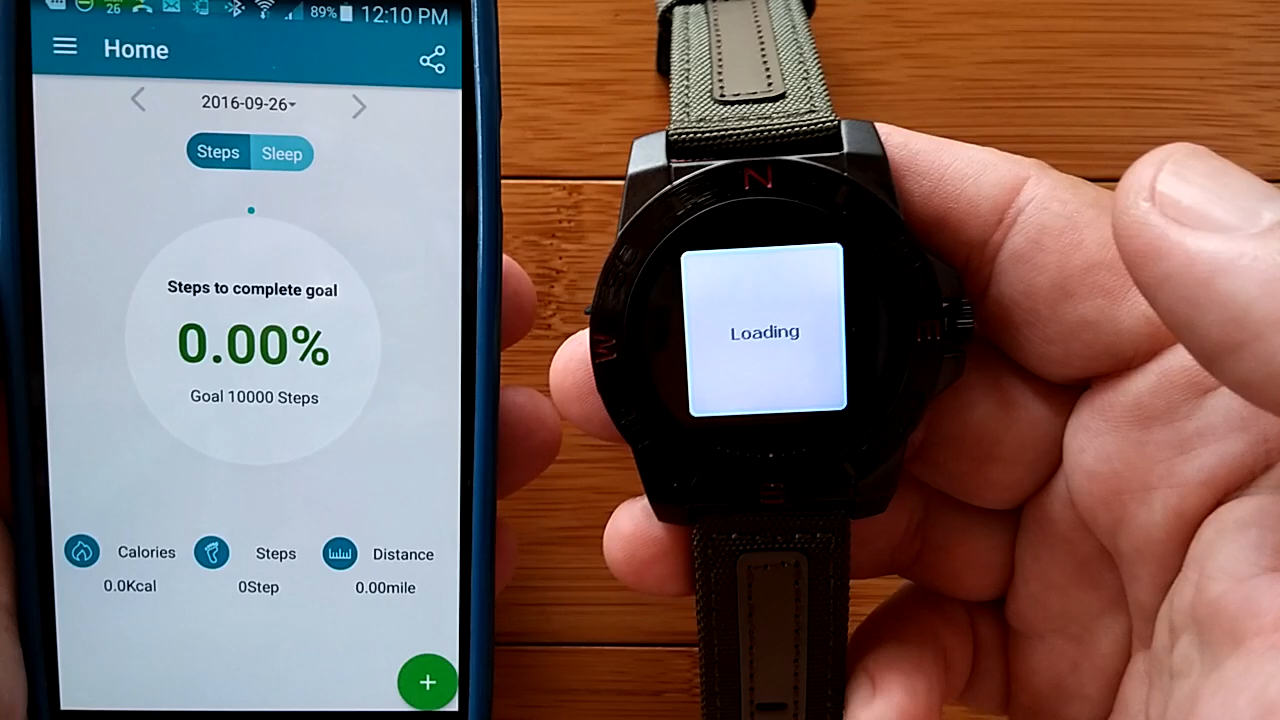 26
89%
12:10 PM
Home
2016-09-26
Steps
Sleep
Steps to complete goal
0.00%
Goal 10000 Steps
Calories
Steps
Distance
0.0Kcal
0Step
0.00mile
+
N
W
E
S
Loading